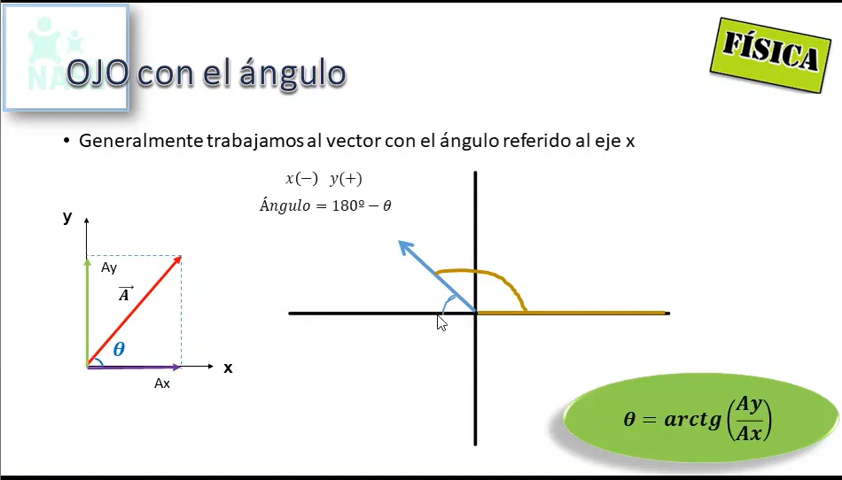 OJO con el ángulo
FÍSICA
• Generalmente trabajamos al vector con el ángulo referido al eje x
x(−) y(+)
Ángulo = 180º − θ
y
Ay
A
θ
x
Ax
θ = arctg(Ay/Ax)